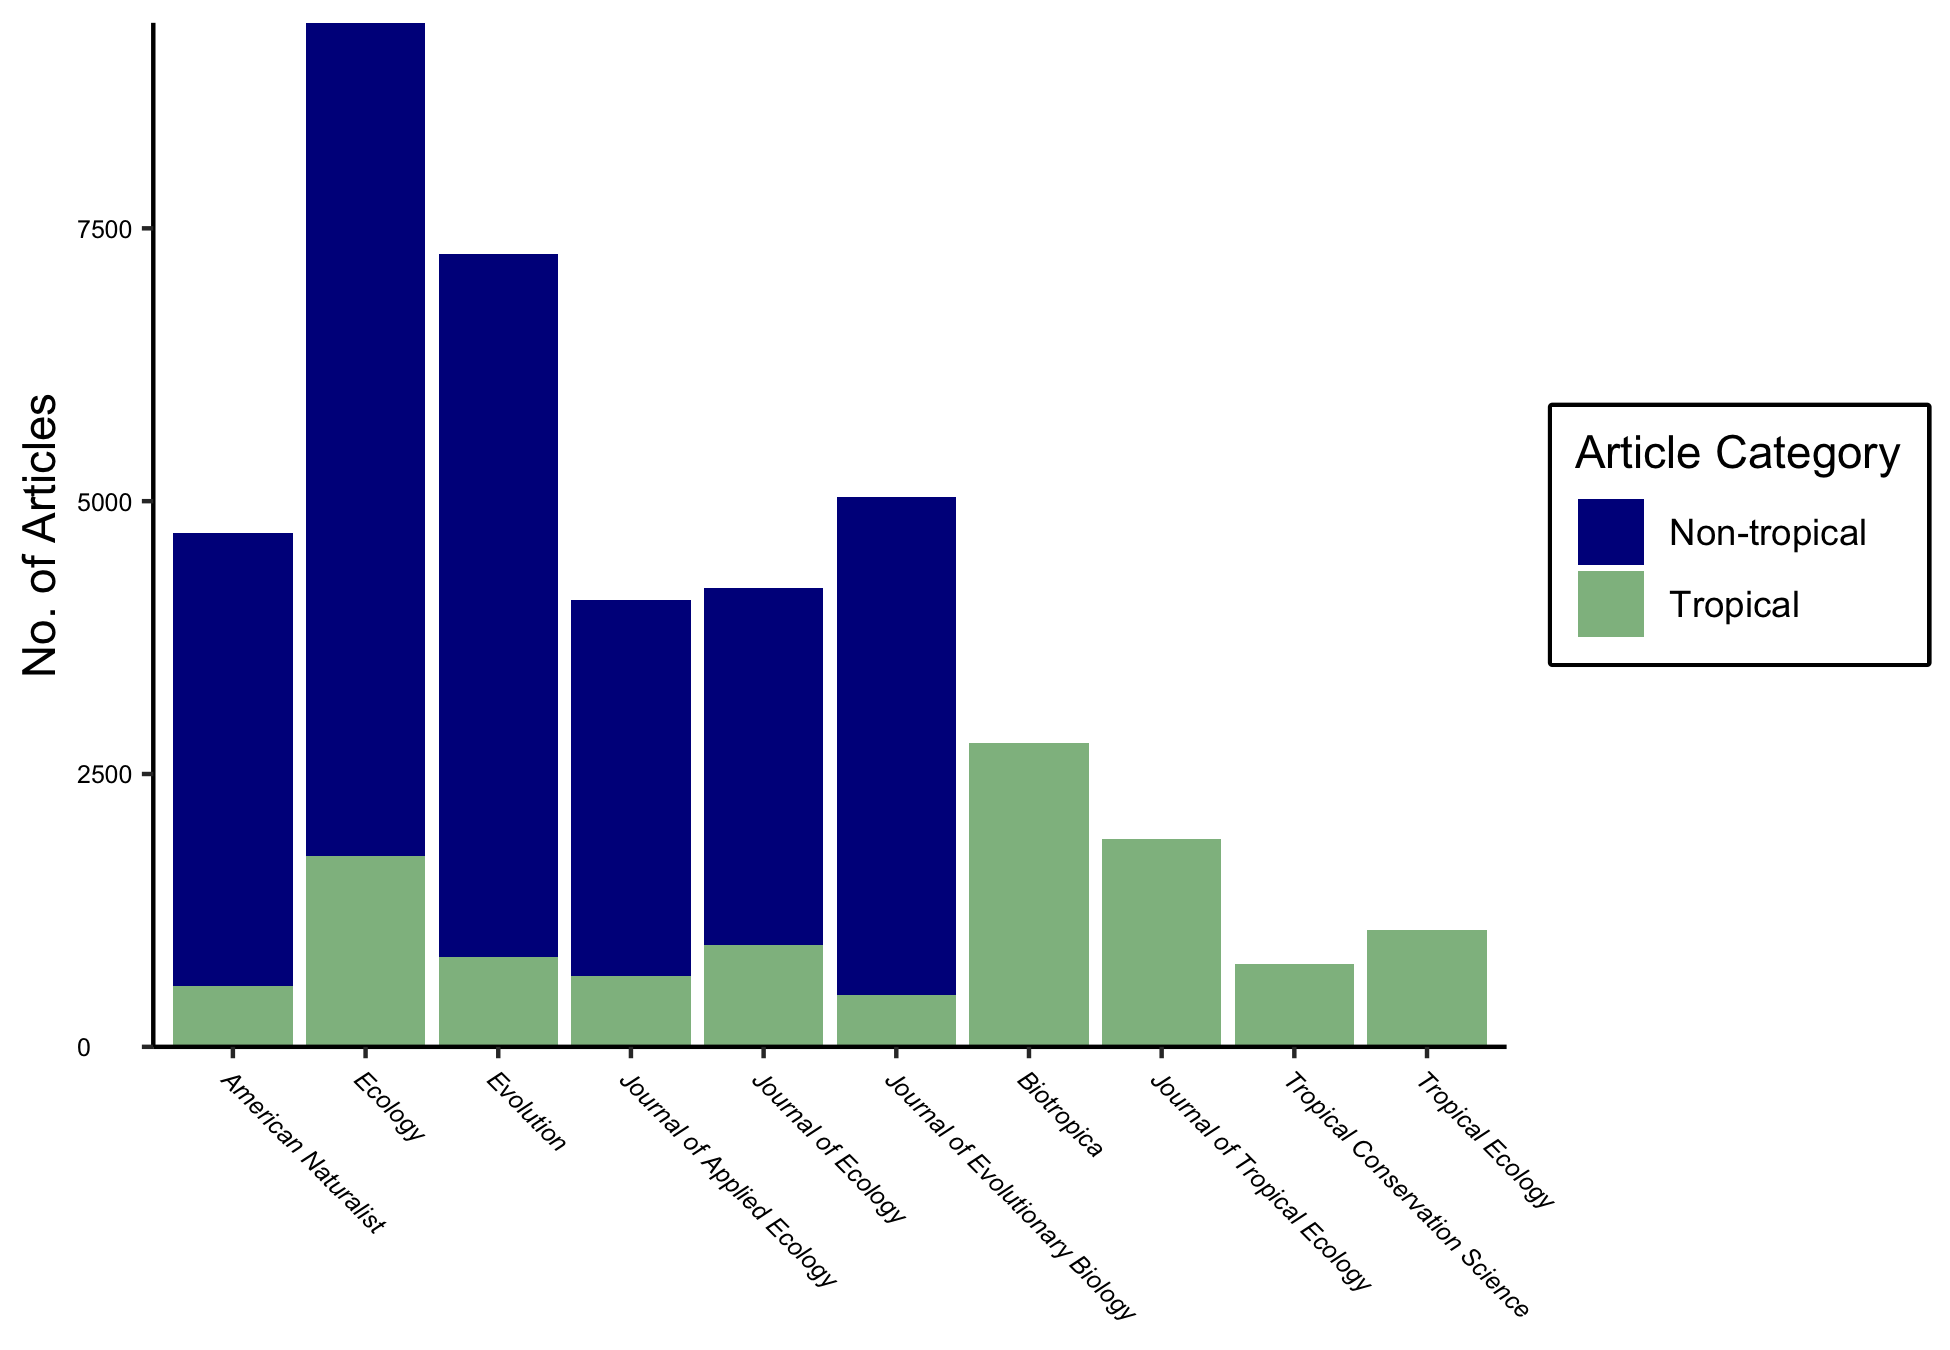 No. of Articles
7500
5000
2500
0
American Naturalist
Ecology
Evolution
Journal of Applied Ecology
Journal of Ecology
Journal of Evolutionary Biology
Biotropica
Journal of Tropical Ecology
Tropical Conservation Science
Tropical Ecology
Article Category
Non-tropical
Tropical